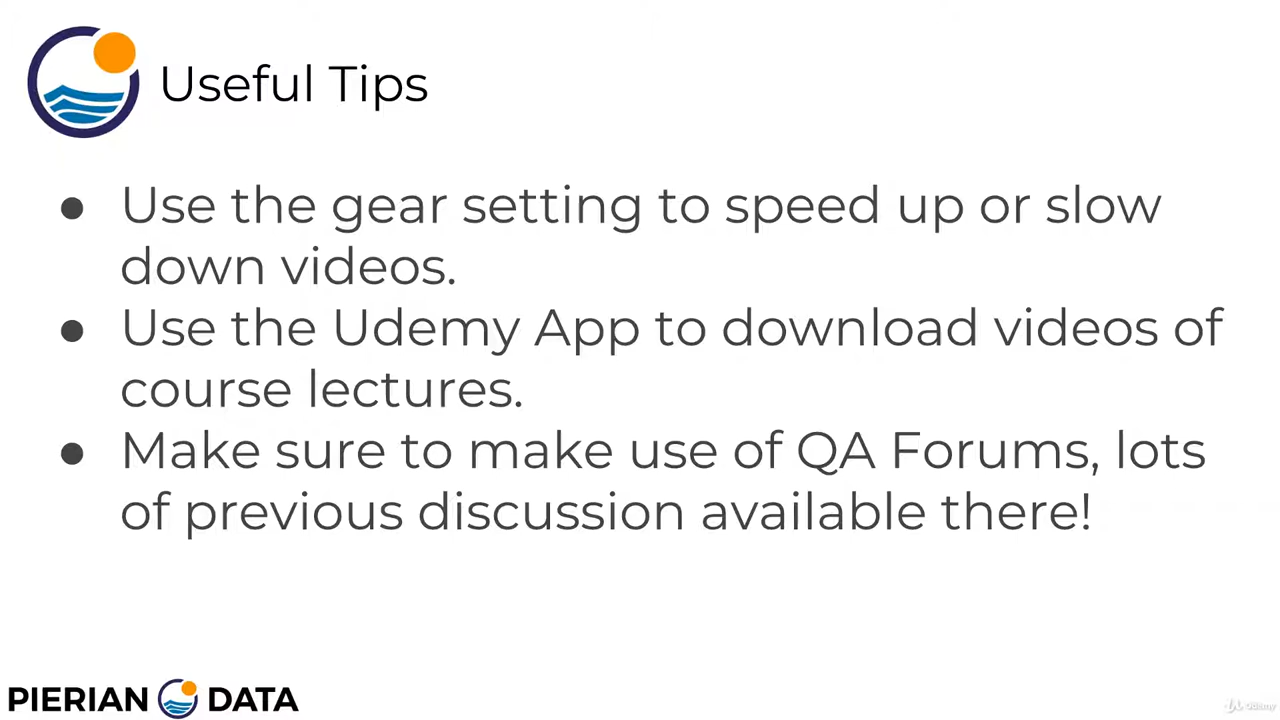 Useful Tips
● Use the gear setting to speed up or slow
down videos.
● Use the Udemy App to download videos of
course lectures.
● Make sure to make use of QA Forums, lots
of previous discussion available there!
PIERIAN DATA
Udemy